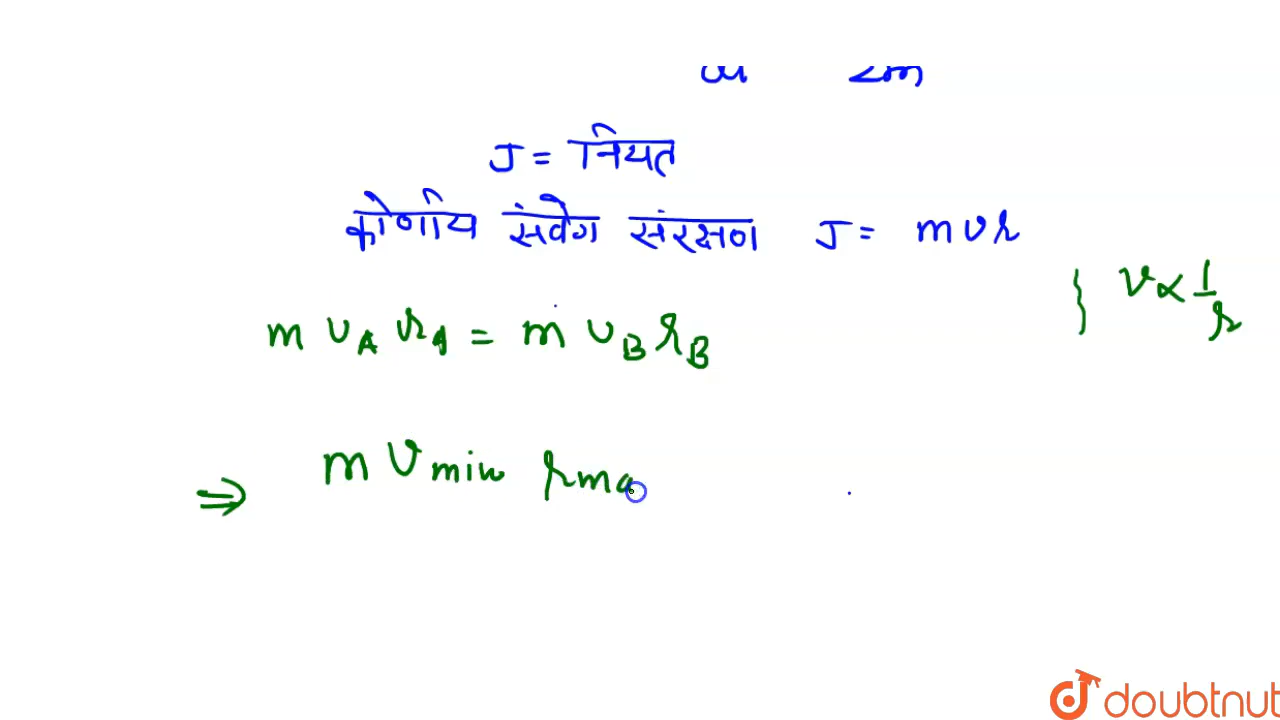 J = नियत
कोणीय संवेग संरक्षण J = mvr
} v ∝ 1/r
m v_A r_A = m v_B r_B
⇒ m v_min r_ma
doubtnut